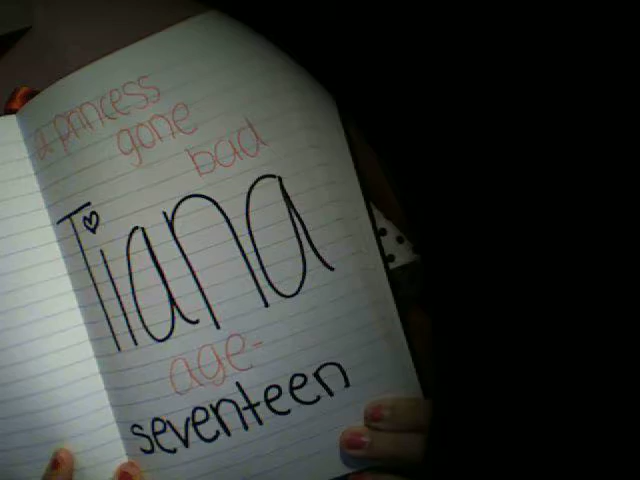 a princess
gone
bad
Tiana
age-
seventeen